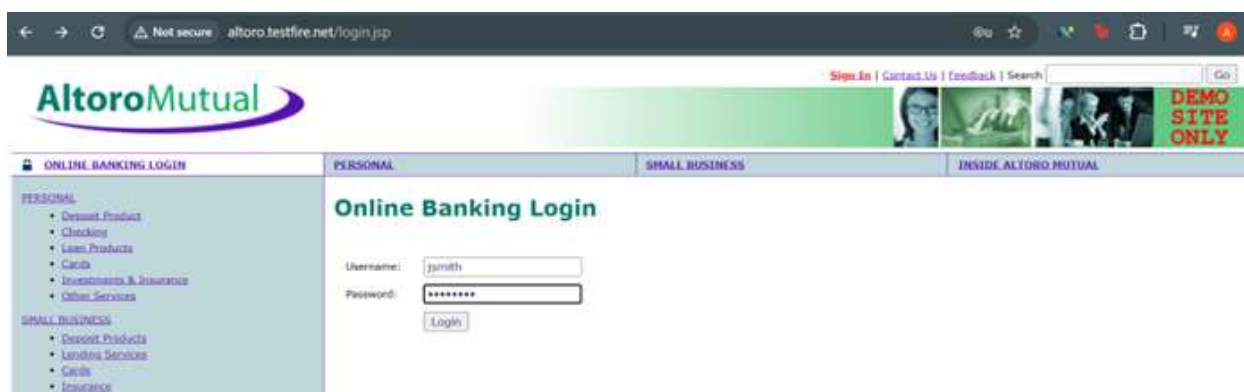 Not secure altoro.testfire.net/login.jsp
Sign In | Contact Us | Feedback | Search Go
AltoroMutual
DEMO
SITE
ONLY
ONLINE BANKING LOGIN PERSONAL SMALL BUSINESS INSIDE ALTORO MUTUAL
PERSONAL
Deposit Product
Checking
Loan Products
Cards
Investments & Insurance
Other Services
SMALL BUSINESS
Deposit Products
Lending Services
Cards
Insurance
Online Banking Login
Username: jsmith
Password: ••••••••
Login